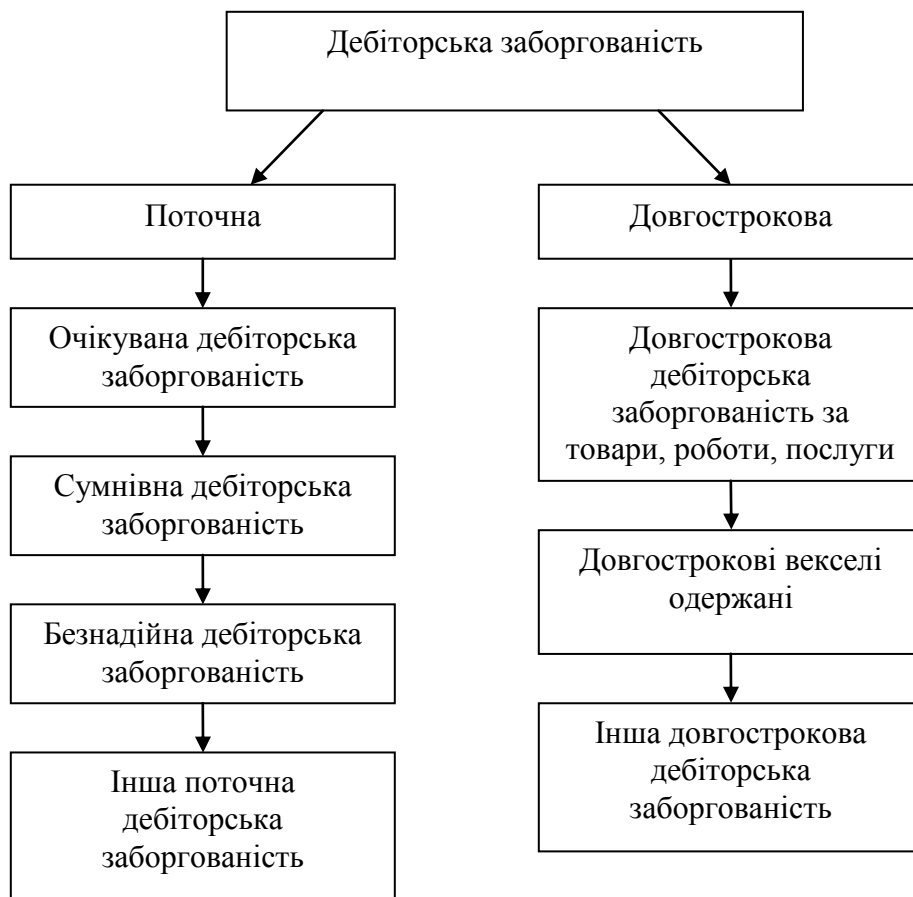 Дебіторська заборгованість
Поточна
Довгострокова
Очікувана дебіторська
заборгованість
Довгострокова
дебіторська
заборгованість за
товари, роботи, послуги
Сумнівна дебіторська
заборгованість
Довгострокові векселі
одержані
Безнадійна дебіторська
заборгованість
Інша довгострокова
дебіторська
заборгованість
Інша поточна
дебіторська
заборгованість